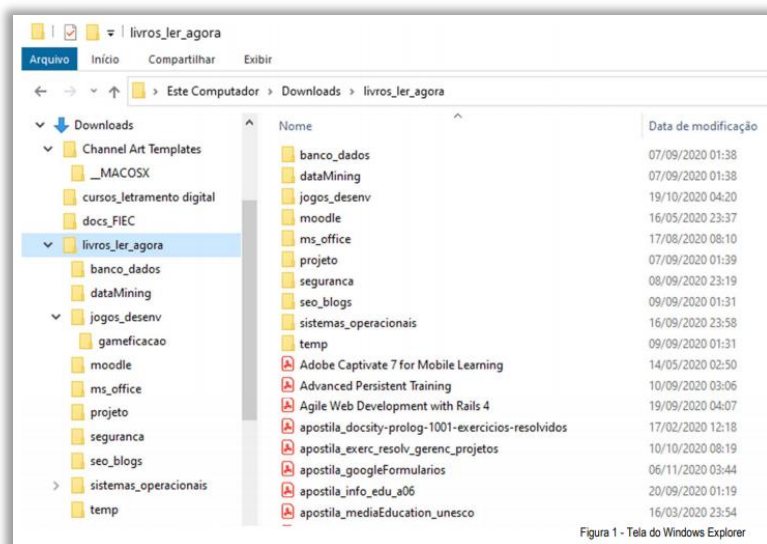 livros_ler_agora
Arquivo Início Compartilhar Exibir
Este Computador > Downloads > livros_ler_agora
Downloads
Channel Art Templates
__MACOSX
cursos_letramento digital
docs_FIEC
livros_ler_agora
banco_dados
dataMining
jogos_desenv
gameficacao
moodle
ms_office
projeto
seguranca
seo_blogs
sistemas_operacionais
temp
Nome Data de modificação
banco_dados 07/09/2020 01:38
dataMining 07/09/2020 01:38
jogos_desenv 19/10/2020 04:20
moodle 16/05/2020 23:37
ms_office 17/08/2020 08:10
projeto 07/09/2020 01:39
seguranca 08/09/2020 23:19
seo_blogs 09/09/2020 01:31
sistemas_operacionais 16/09/2020 23:58
temp 09/09/2020 01:31
Adobe Captivate 7 for Mobile Learning 14/05/2020 02:50
Advanced Persistent Training 10/09/2020 03:06
Agile Web Development with Rails 4 19/09/2020 04:07
apostila_docsity-prolog-1001-exercicios-resolvidos 17/02/2020 12:18
apostila_exerc_resolv_gerenc_projetos 10/10/2020 08:19
apostila_googleFormularios 06/11/2020 03:44
apostila_info_edu_a06 20/09/2020 01:19
apostila_mediaEducation_unesco 16/03/2020 23:54
Figura 1 - Tela do Windows Explorer